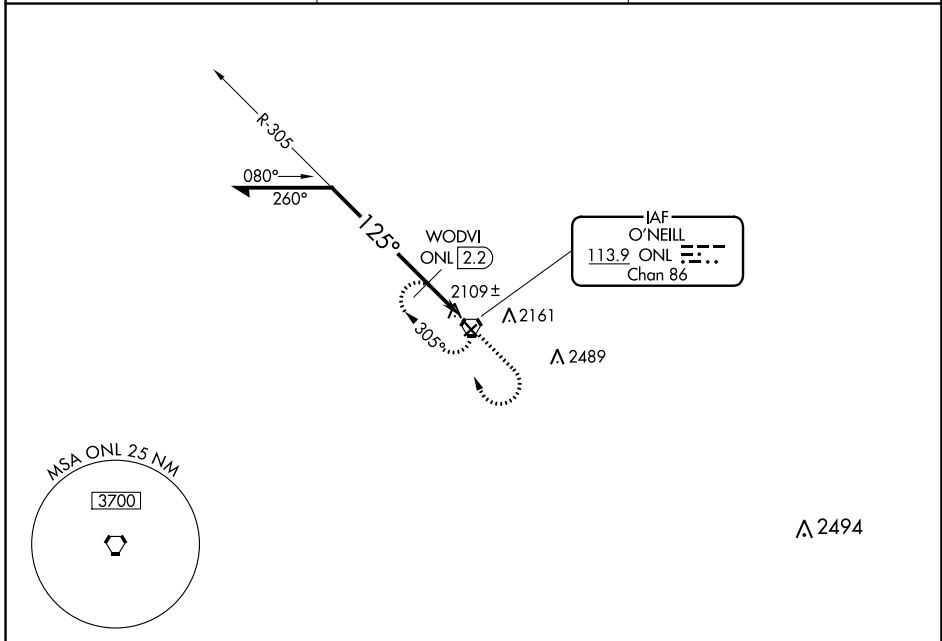 R-305
080°
260°
125°
WODVI
ONL 2.2
IAF
O'NEILL
113.9 ONL
Chan 86
2109±
2161
305°
2489
MSA ONL 25 NM
3700
2494